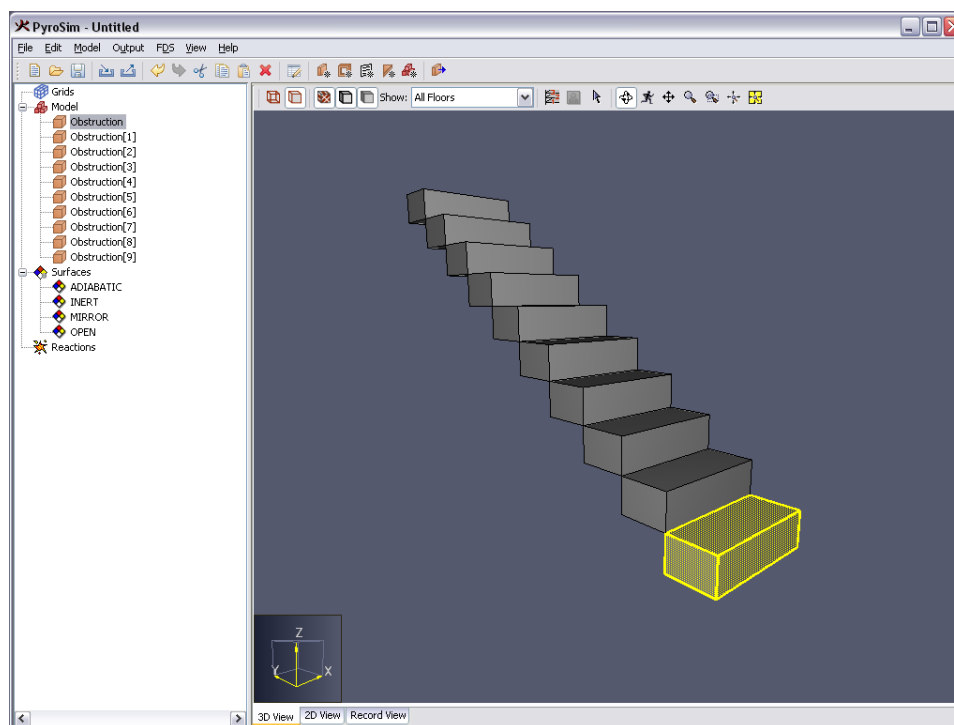 PyroSim - Untitled
File Edit Model Output FDS View Help
Show: All Floors
Grids
Model
Obstruction
Obstruction[1]
Obstruction[2]
Obstruction[3]
Obstruction[4]
Obstruction[5]
Obstruction[6]
Obstruction[7]
Obstruction[8]
Obstruction[9]
Surfaces
ADIABATIC
INERT
MIRROR
OPEN
Reactions
Z
Y X
3D View 2D View Record View